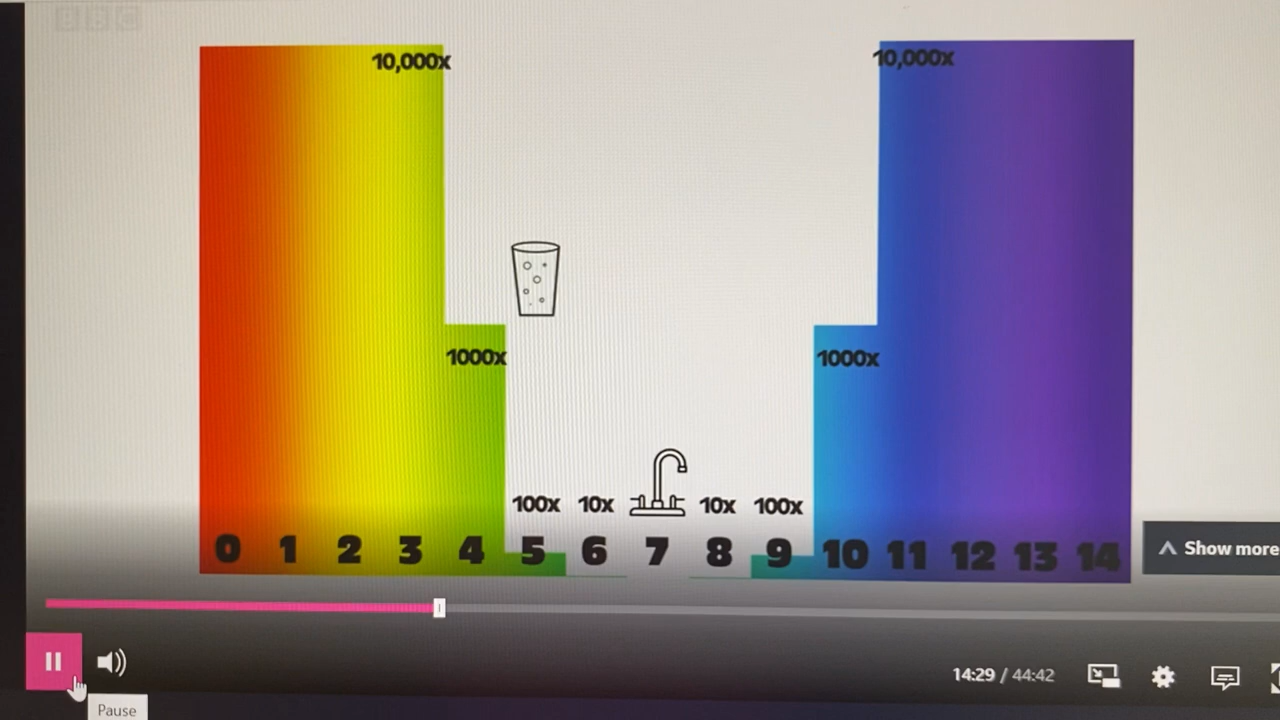 BBC
10,000x 10,000x
1000x 1000x
100x 10x 10x 100x
0 1 2 3 4 5 6 7 8 9 10 11 12 13 14
Show more
14:29 / 44:42
Pause